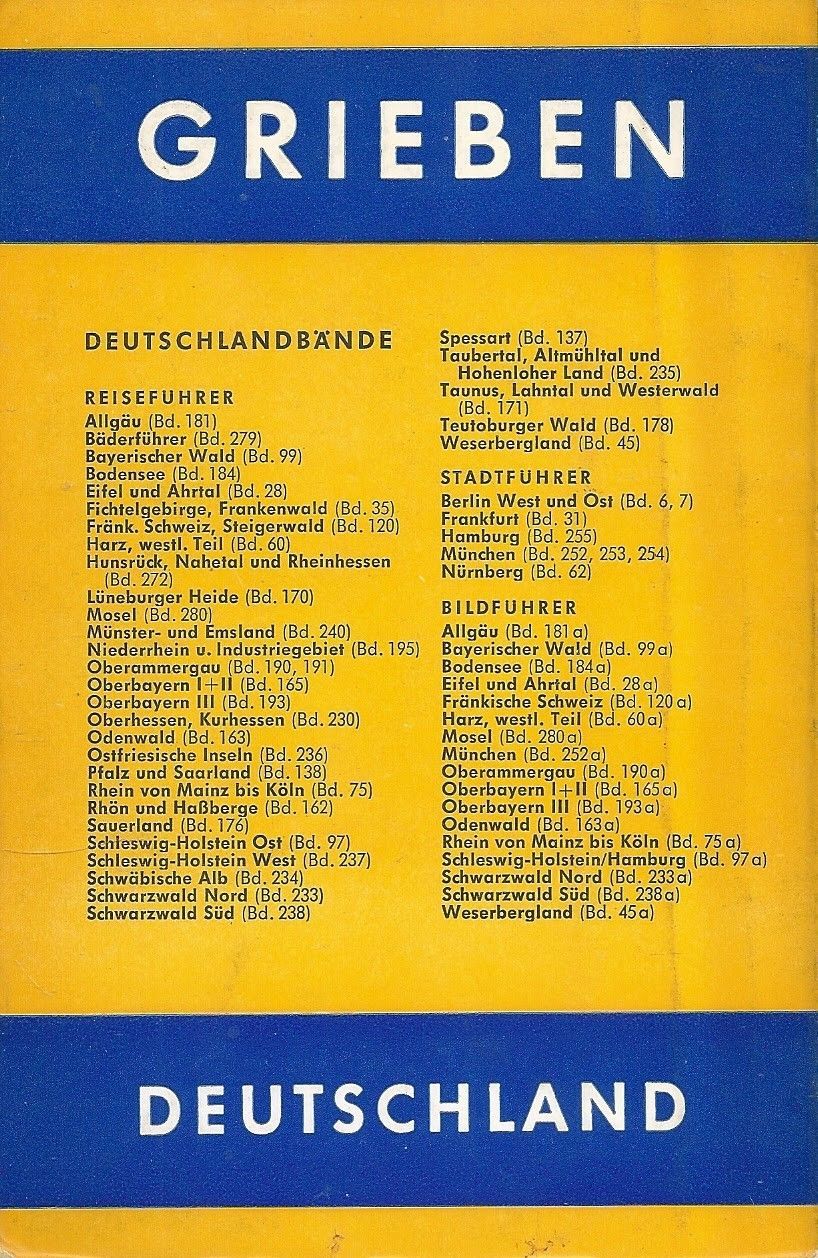 GRIEBEN
DEUTSCHLANDBÄNDE
REISEFÜHRER
Allgäu (Bd. 181)
Bäderführer (Bd. 279)
Bayerischer Wald (Bd. 99)
Bodensee (Bd. 184)
Eifel und Ahrtal (Bd. 28)
Fichtelgebirge, Frankenwald (Bd. 35)
Fränk. Schweiz, Steigerwald (Bd. 120)
Harz, westl. Teil (Bd. 60)
Hunsrück, Nahetal und Rheinhessen
(Bd. 272)
Lüneburger Heide (Bd. 170)
Mosel (Bd. 280)
Münster- und Emsland (Bd. 240)
Niederrhein u. Industriegebiet (Bd. 195)
Oberammergau (Bd. 190, 191)
Oberbayern I+II (Bd. 165)
Oberbayern III (Bd. 193)
Oberhessen, Kurhessen (Bd. 230)
Odenwald (Bd. 163)
Ostfriesische Inseln (Bd. 236)
Pfalz und Saarland (Bd. 138)
Rhein von Mainz bis Köln (Bd. 75)
Rhön und Haßberge (Bd. 162)
Sauerland (Bd. 176)
Schleswig-Holstein Ost (Bd. 97)
Schleswig-Holstein West (Bd. 237)
Schwäbische Alb (Bd. 234)
Schwarzwald Nord (Bd. 233)
Schwarzwald Süd (Bd. 238)
Spessart (Bd. 137)
Taubertal, Altmühltal und
Hohenloher Land (Bd. 235)
Taunus, Lahntal und Westerwald
(Bd. 171)
Teutoburger Wald (Bd. 178)
Weserbergland (Bd. 45)
STADTFÜHRER
Berlin West und Ost (Bd. 6, 7)
Frankfurt (Bd. 31)
Hamburg (Bd. 255)
München (Bd. 252, 253, 254)
Nürnberg (Bd. 62)
BILDFÜHRER
Allgäu (Bd. 181a)
Bayerischer Wald (Bd. 99a)
Bodensee (Bd. 184a)
Eifel und Ahrtal (Bd. 28a)
Fränkische Schweiz (Bd. 120a)
Harz, westl. Teil (Bd. 60a)
Mosel (Bd. 280a)
München (Bd. 252a)
Oberammergau (Bd. 190a)
Oberbayern I+II (Bd. 165a)
Oberbayern III (Bd. 193a)
Odenwald (Bd. 163a)
Rhein von Mainz bis Köln (Bd. 75a)
Schleswig-Holstein/Hamburg (Bd. 97a)
Schwarzwald Nord (Bd. 233a)
Schwarzwald Süd (Bd. 238a)
Weserbergland (Bd. 45a)
DEUTSCHLAND